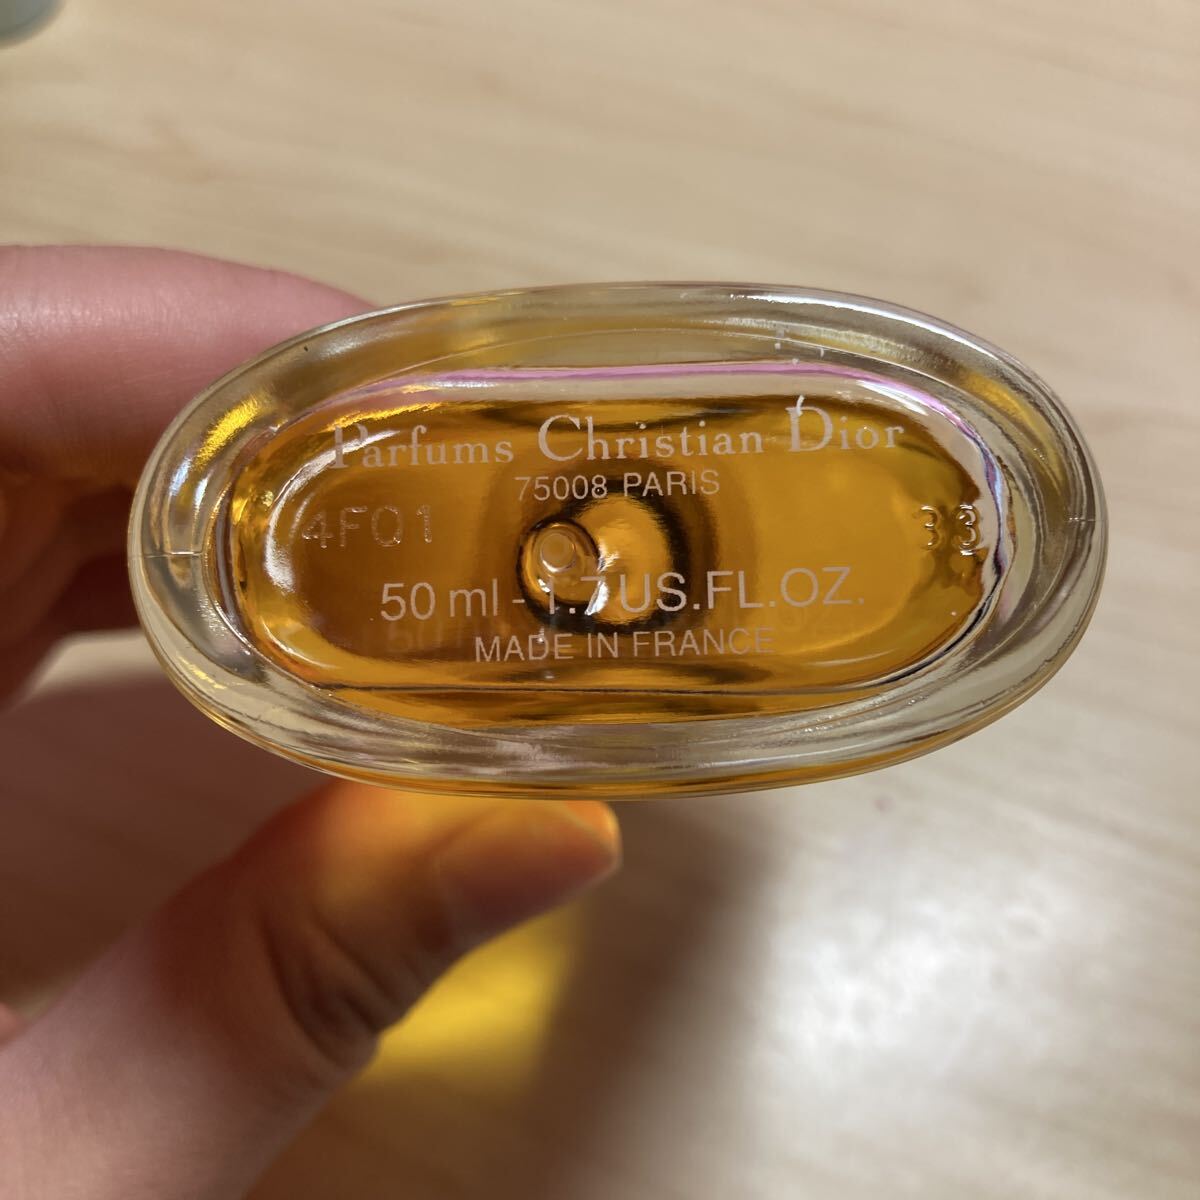 Parfums Christian Dior
75008 PARIS
4F01 33
50 ml - 1.7 US.FL.OZ.
MADE IN FRANCE